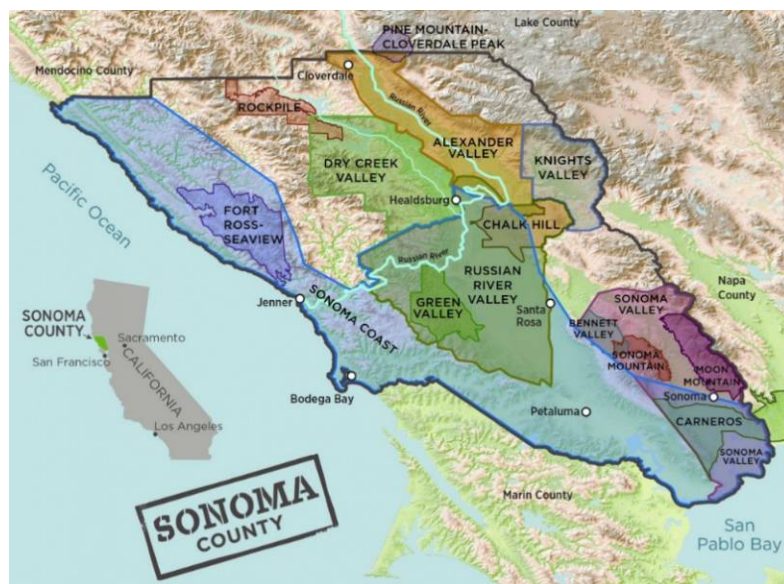 PINE MOUNTAIN-
CLOVERDALE PEAK
Lake County
Mendocino County
Cloverdale
ROCKPILE
Russian River
ALEXANDER
VALLEY
DRY CREEK
VALLEY
KNIGHTS
VALLEY
Healdsburg
Pacific Ocean
FORT
ROSS-
SEAVIEW
CHALK HILL
Russian River
RUSSIAN
RIVER
VALLEY
GREEN
VALLEY
Jenner
SONOMA COAST
Santa
Rosa
Napa
County
SONOMA
VALLEY
BENNETT
VALLEY
SONOMA
MOUNTAIN
MOON
MOUNTAIN
Sonoma
SONOMA
COUNTY
Sacramento
San Francisco
CALIFORNIA
Los Angeles
Bodega Bay
Petaluma
CARNEROS
SONOMA
VALLEY
Marin County
San
Pablo Bay
SONOMA
COUNTY